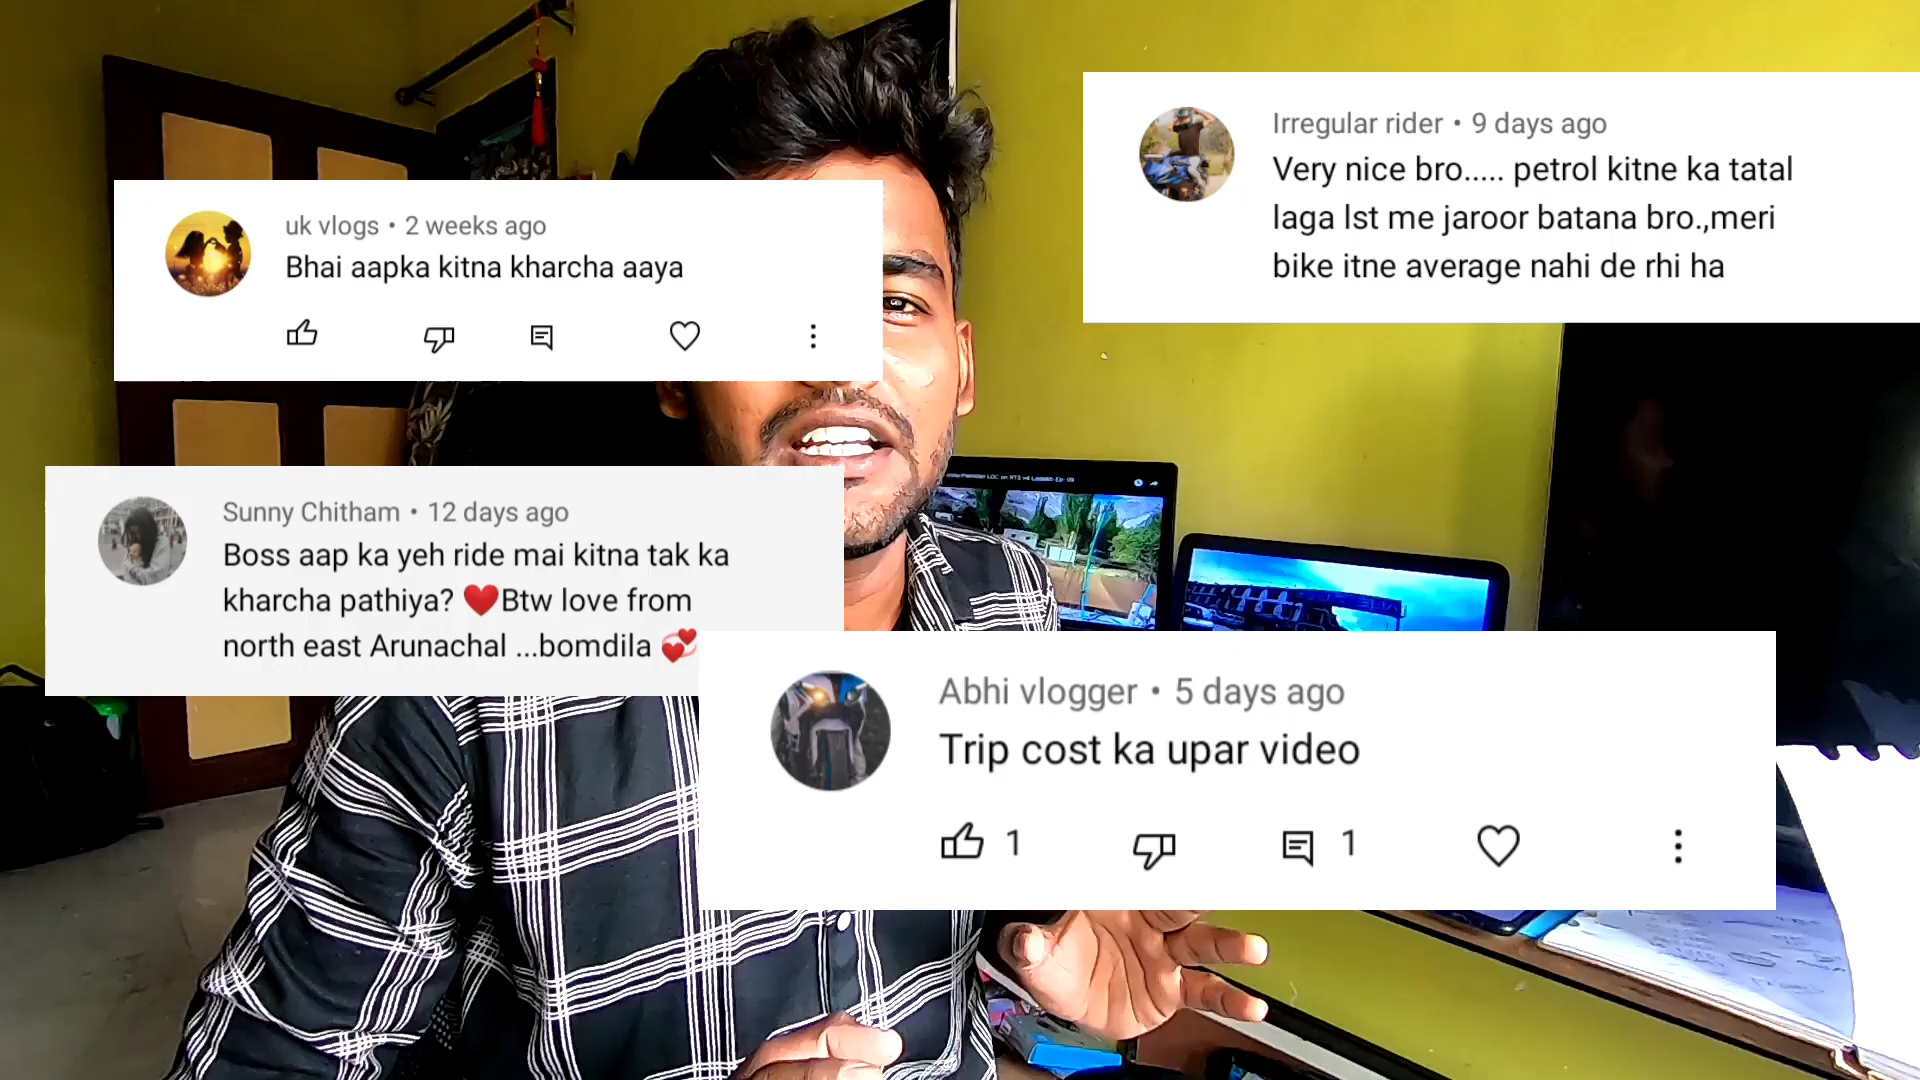 uk vlogs • 2 weeks ago
Bhai aapka kitna kharcha aaya
Irregular rider • 9 days ago
Very nice bro..... petrol kitne ka tatal
laga lst me jaroor batana bro.,meri
bike itne average nahi de rhi ha
Sunny Chitham • 12 days ago
Boss aap ka yeh ride mai kitna tak ka
kharcha pathiya? ❤️Btw love from
north east Arunachal ...bomdila 💞
Abhi vlogger • 5 days ago
Trip cost ka upar video
1 1